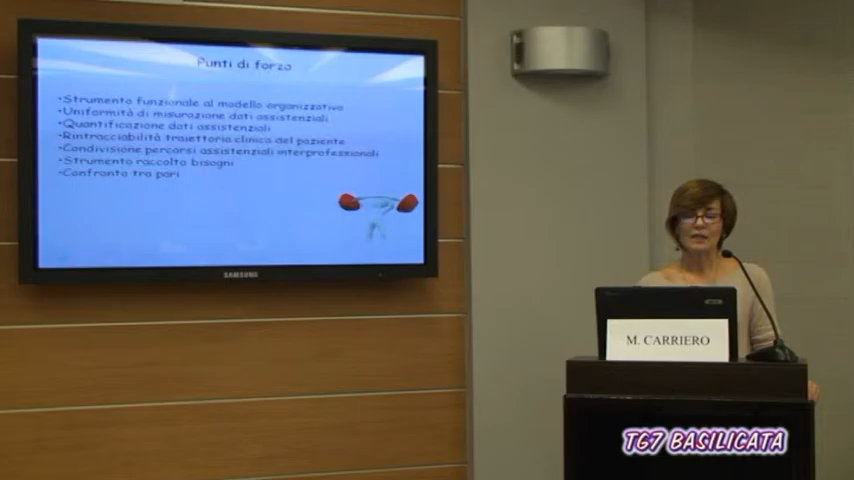 Punti di forza
•Strumento funzionale al modello organizzativo
•Uniformità di misurazione dati assistenziali
•Quantificazione dati assistenziali
•Rintracciabilità traiettoria clinica del paziente
•Condivisione percorsi assistenziali interprofessionali
•Strumento raccolta bisogni
•Confronto tra pari
SAMSUNG
M. CARRIERO
TG7 BASILICATA